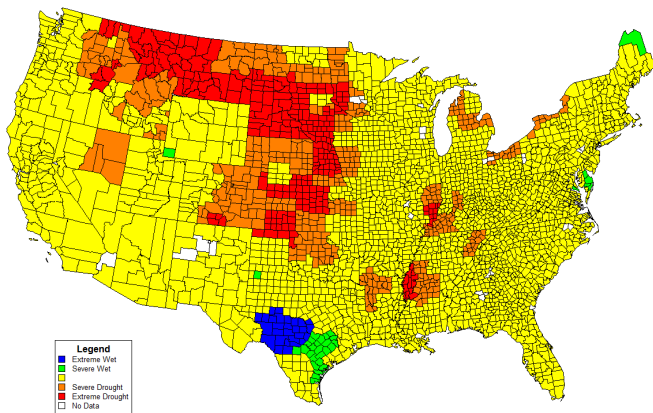 Legend
Extreme Wet
Severe Wet
Severe Drought
Extreme Drought
No Data